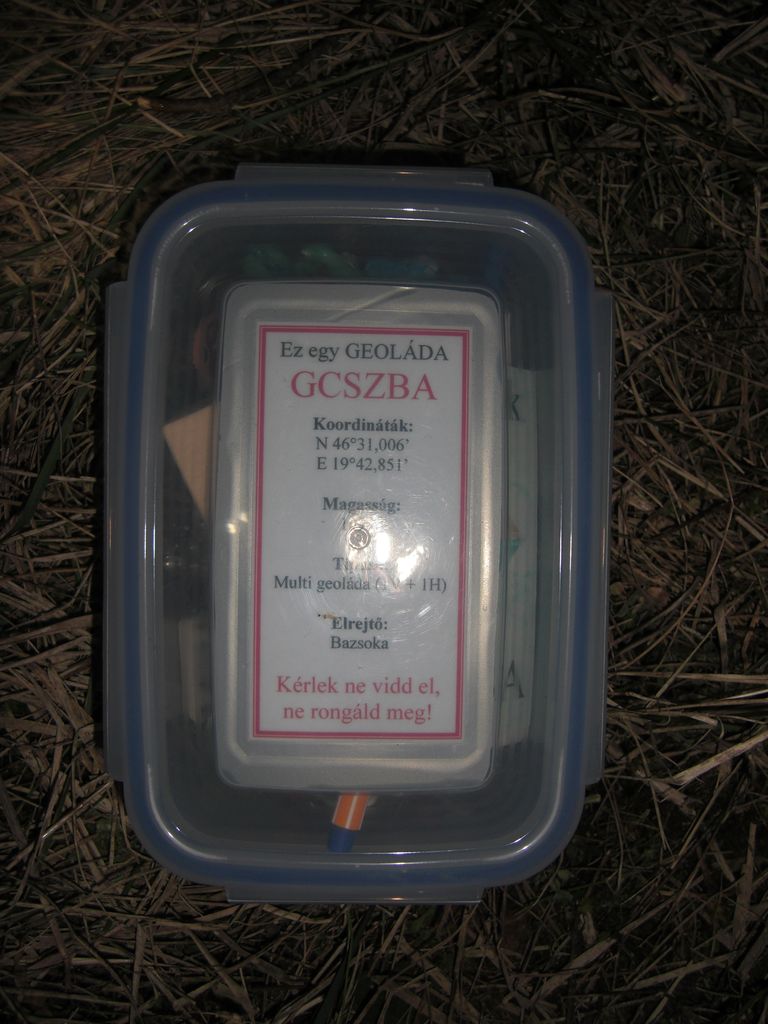 Ez egy GEOLÁDA
GCSZBA
Koordináták:
N 46°31,006'
E 19°42,851'
Magasság:
Multi geoláda + 1H)
Elrejtő:
Bazsoka
Kérlek ne vidd el,
ne rongáld meg!